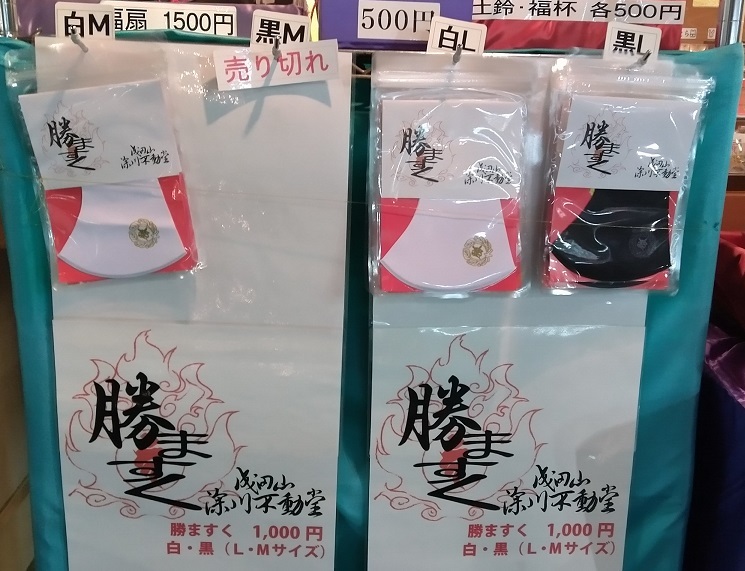 福扇 1500円
500円
土鈴・福杯 各500円
白M
黒M
白L
黒L
売り切れ
勝ますく
成田山
深川不動堂
勝ますく
成田山
深川不動堂
勝ますく
成田山
深川不動堂
勝ますく
成田山
深川不動堂
勝ますく 1,000円
白・黒（L・Mサイズ）
勝ますく
成田山
深川不動堂
勝ますく 1,000円
白・黒（L・Mサイズ）